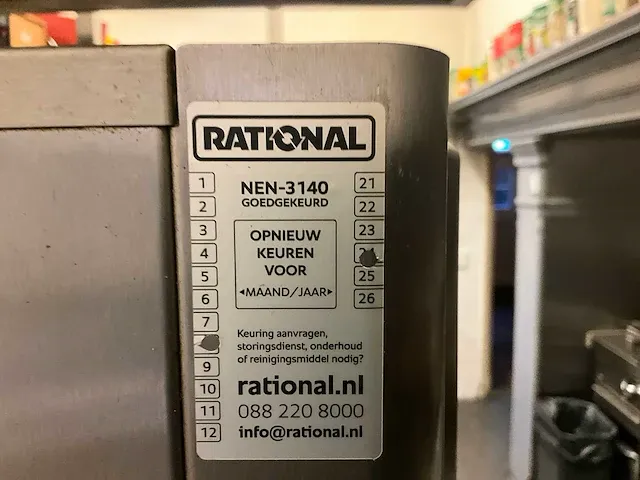 RATIONAL
NEN-3140
GOEDGEKEURD
OPNIEUW
KEUREN
VOOR
◂MAAND/JAAR▸
1
2
3
4
5
6
7
9
10
11
12
21
22
23
25
26
Keuring aanvragen,
storingsdienst, onderhoud
of reinigingsmiddel nodig?
rational.nl
088 220 8000
info@rational.nl